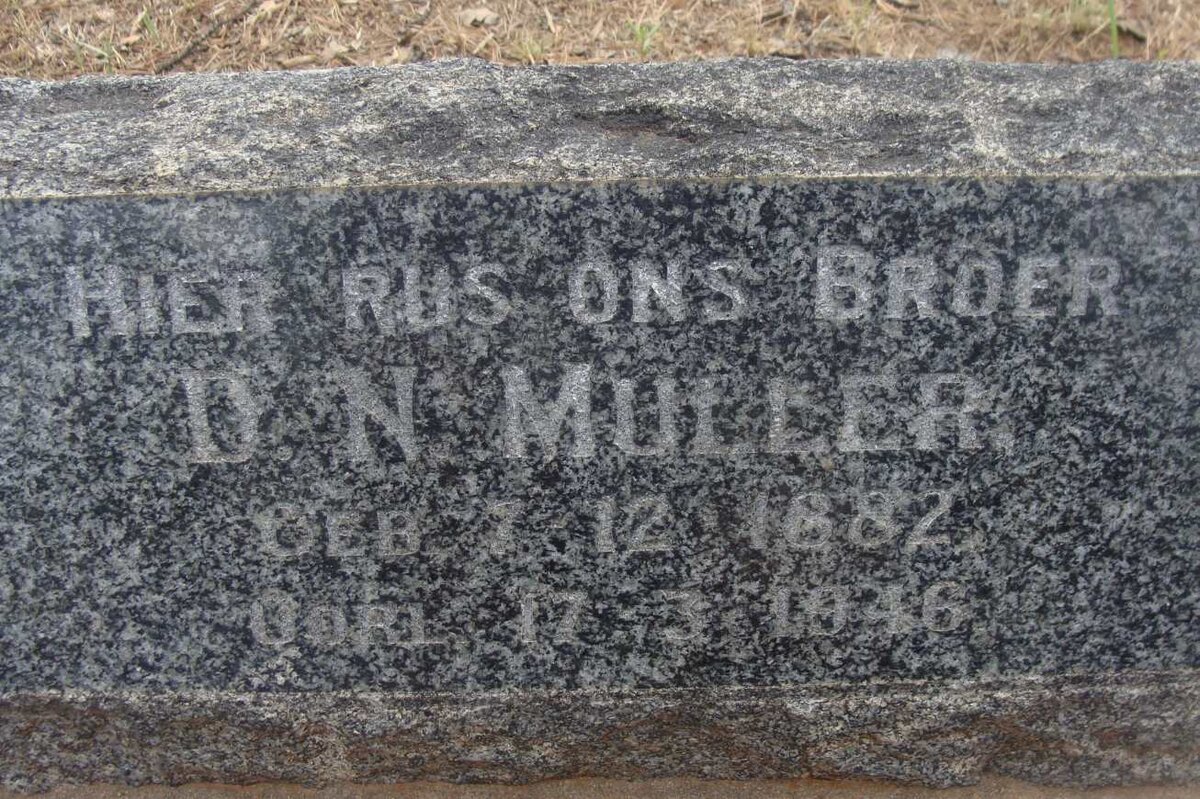 HIER RUS ONS BROER
D. N. MULLER.
GEB. 7-12-1882.
OORL. 17-3-1946